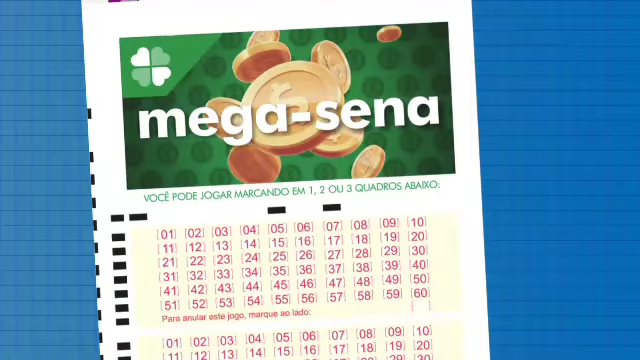 mega-sena
VOCÊ PODE JOGAR MARCANDO EM 1, 2 OU 3 QUADROS ABAIXO:
[01] [02] [03] [04] [05] [06] [07] [08] [09] [10]
[11] [12] [13] [14] [15] [16] [17] [18] [19] [20]
[21] [22] [23] [24] [25] [26] [27] [28] [29] [30]
[31] [32] [33] [34] [35] [36] [37] [38] [39] [40]
[41] [42] [43] [44] [45] [46] [47] [48] [49] [50]
[51] [52] [53] [54] [55] [56] [57] [58] [59] [60]
Para anular este jogo, marque ao lado: [ ]
[01] [02] [03] [04] [05] [06] [07] [08] [09] [10]
[11] [12] [13] [14] [15] [16] [17] [18] [19] [20]
[29] [30]